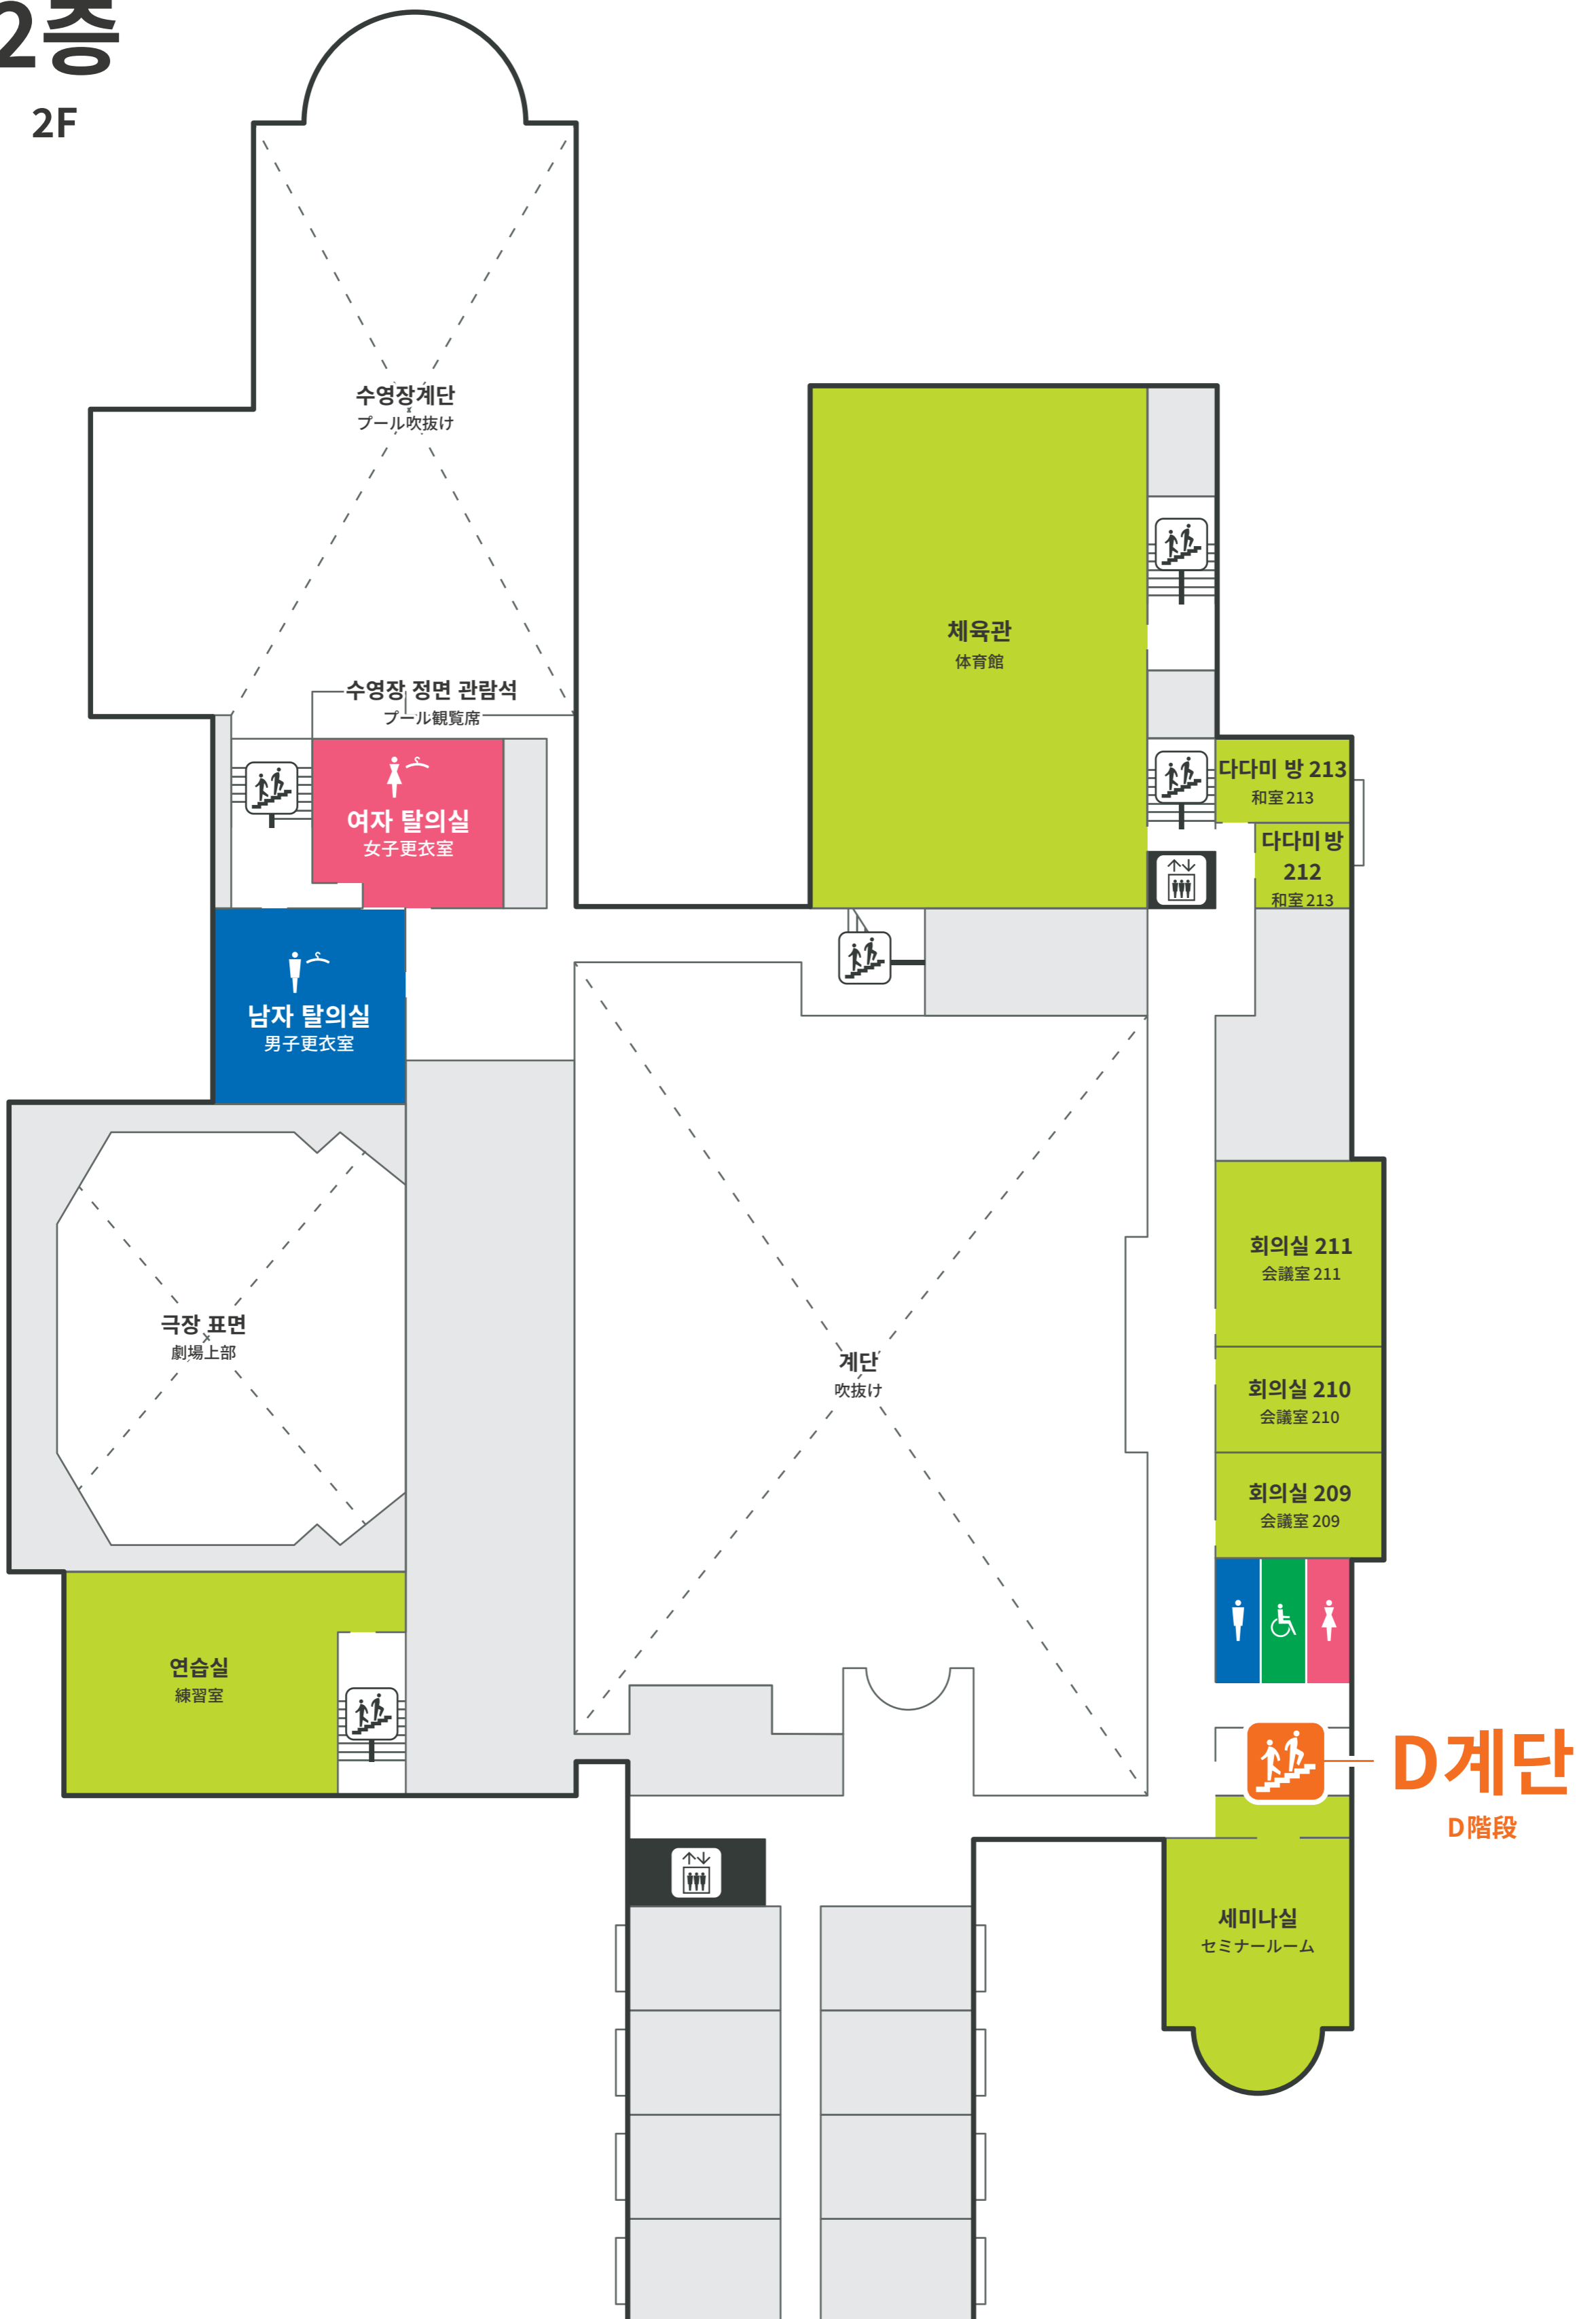 2층
2F
수영장계단
プール吹抜け
체육관
体育館
수영장 정면 관람석
プール観覧席
여자 탈의실
女子更衣室
다다미 방 213
和室 213
다다미 방
212
和室 213
남자 탈의실
男子更衣室
회의실 211
会議室 211
극장 표면
劇場上部
계단
吹抜け
회의실 210
会議室 210
회의실 209
会議室 209
연습실
練習室
D계단
D階段
세미나실
セミナールーム